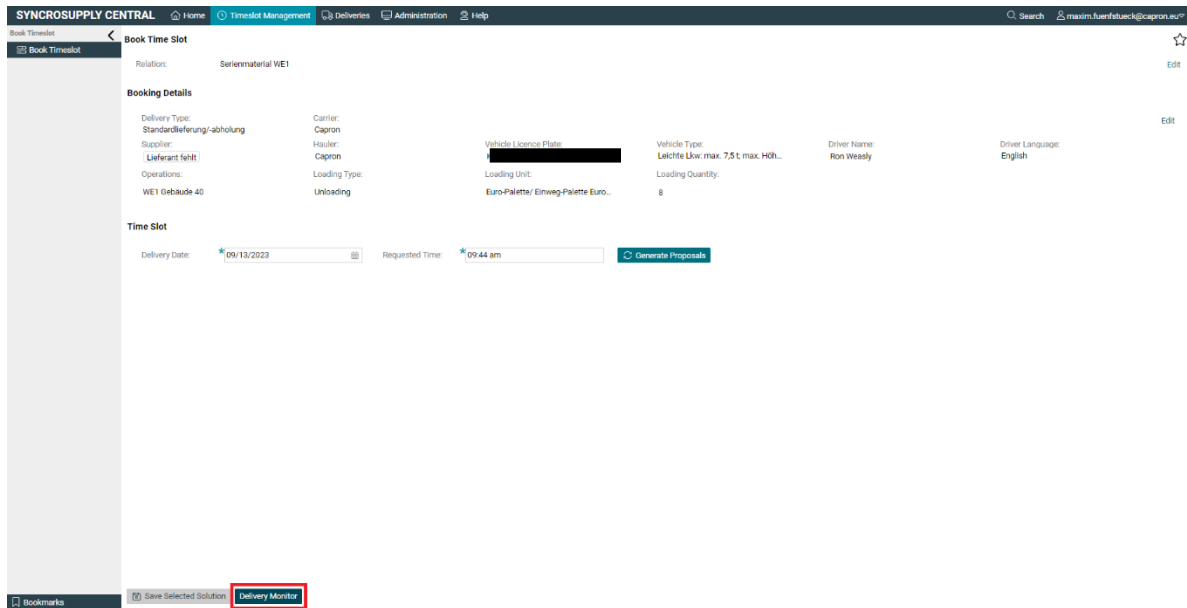 SYNCROSUPPLY CENTRAL Home Timeslot Management Deliveries Administration Help Search maxim.fuenfstueck@capron.eu
Book Timeslot
Book Timeslot
Book Time Slot
Relation: Serienmaterial WE1 Edit
Booking Details
Delivery Type: Carrier: Edit
Standardlieferung/-abholung Capron
Supplier: Hauler: Vehicle Licence Plate: Vehicle Type: Driver Name: Driver Language:
Lieferant fehlt Capron Leichte Lkw: max. 7,5 t; max. Höh... Ron Weasly English
Operations: Loading Type: Loading Unit: Loading Quantity:
WE1 Gebäude 40 Unloading Euro-Palette/ Einweg-Palette Euro... 8
Time Slot
Delivery Date: * 09/13/2023 Requested Time: * 09:44 am Generate Proposals
Save Selected Solution Delivery Monitor
Bookmarks